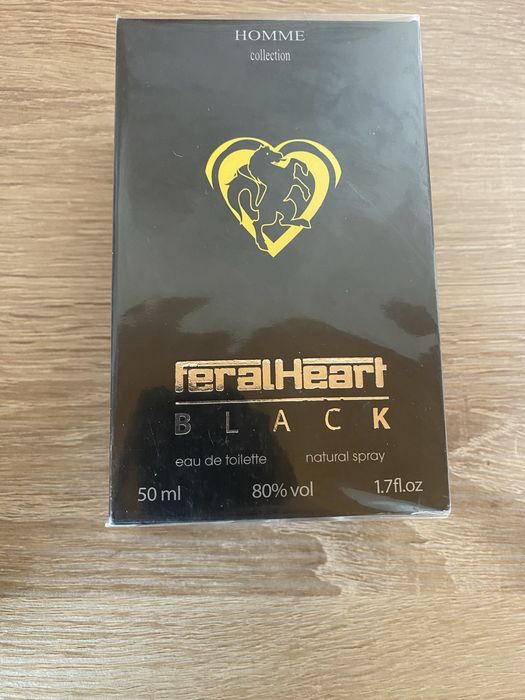 HOMME
collection
feralHeart
BLACK
eau de toilette natural spray
50 ml 80% vol 1.7fl.oz